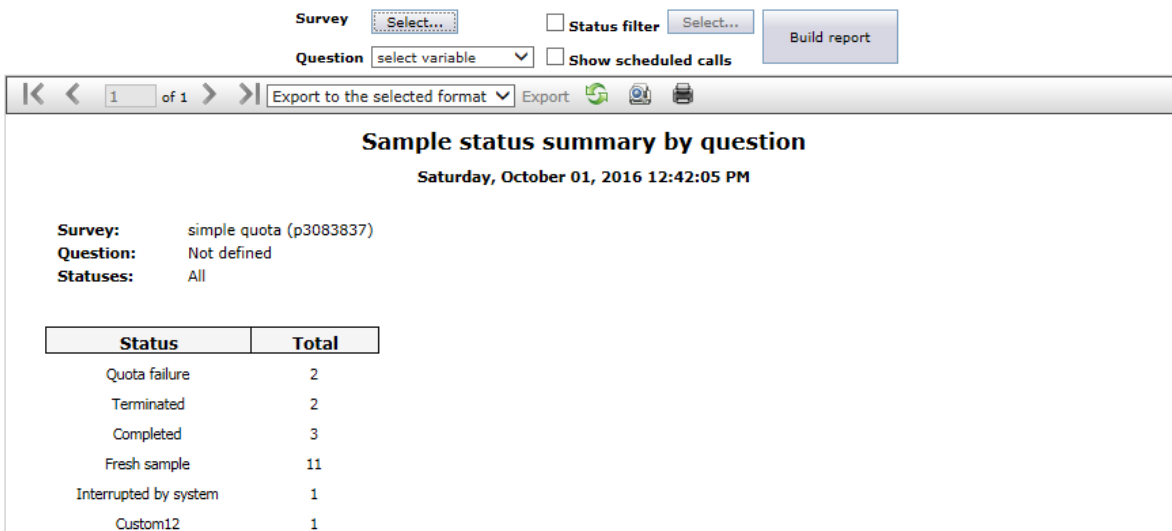 Survey Select... Status filter Select... Build report
Question select variable Show scheduled calls
1 of 1 Export to the selected format Export
Sample status summary by question
Saturday, October 01, 2016 12:42:05 PM
Survey: simple quota (p3083837)
Question: Not defined
Statuses: All
Status Total
Quota failure 2
Terminated 2
Completed 3
Fresh sample 11
Interrupted by system 1
Custom12 1